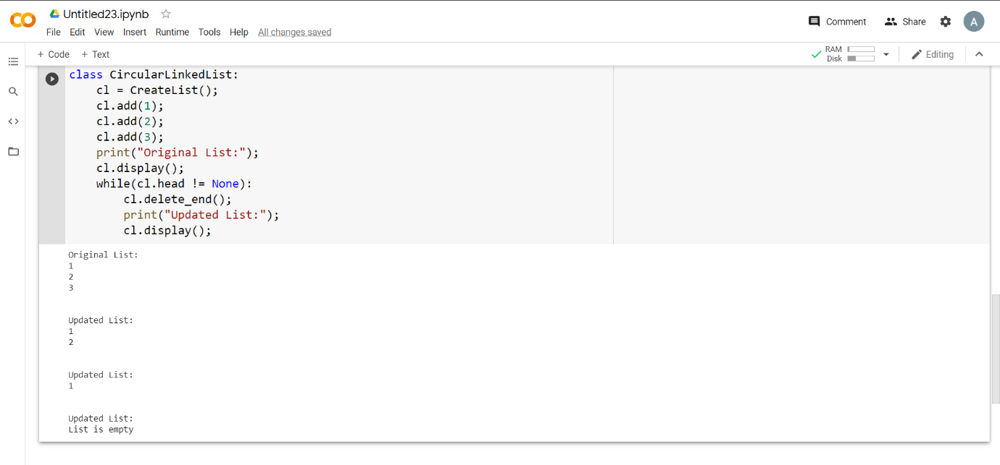 Untitled23.ipynb
File Edit View Insert Runtime Tools Help All changes saved
Comment Share A
+ Code + Text
RAM
Disk
Editing
class CircularLinkedList:
    cl = CreateList();
    cl.add(1);
    cl.add(2);
    cl.add(3);
    print("Original List:");
    cl.display();
    while(cl.head != None):
        cl.delete_end();
        print("Updated List:");
        cl.display();
Original List:
1
2
3
Updated List:
1
2
Updated List:
1
Updated List:
List is empty